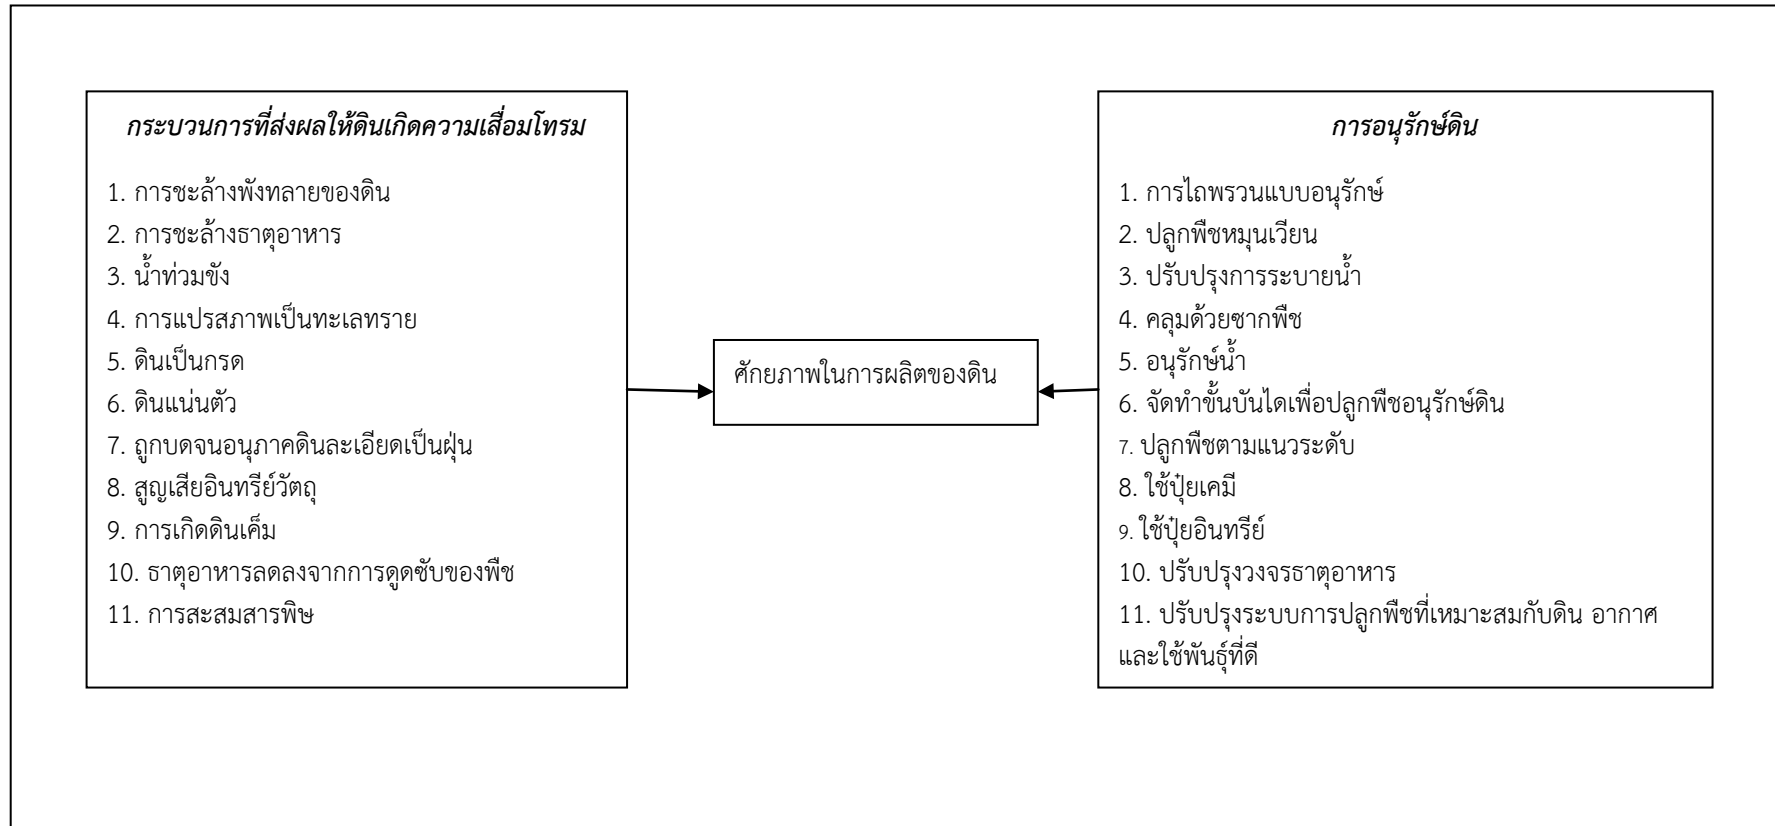 กระบวนการที่ส่งผลให้ดินเกิดความเสื่อมโทรม
1. การชะล้างพังทลายของดิน
2. การชะล้างธาตุอาหาร
3. น้ำท่วมขัง
4. การแปรสภาพเป็นทะเลทราย
5. ดินเป็นกรด
6. ดินแน่นตัว
7. ถูกบดจนอนุภาคดินละเอียดเป็นฝุ่น
8. สูญเสียอินทรีย์วัตถุ
9. การเกิดดินเค็ม
10. ธาตุอาหารลดลงจากการดูดซับของพืช
11. การสะสมสารพิษ
ศักยภาพในการผลิตของดิน
การอนุรักษ์ดิน
1. การไถพรวนแบบอนุรักษ์
2. ปลูกพืชหมุนเวียน
3. ปรับปรุงการระบายน้ำ
4. คลุมด้วยซากพืช
5. อนุรักษ์น้ำ
6. จัดทำขั้นบันไดเพื่อปลูกพืชอนุรักษ์ดิน
7. ปลูกพืชตามแนวระดับ
8. ใช้ปุ๋ยเคมี
9. ใช้ปุ๋ยอินทรีย์
10. ปรับปรุงวงจรธาตุอาหาร
11. ปรับปรุงระบบการปลูกพืชที่เหมาะสมกับดิน อากาศ
และใช้พันธุ์ที่ดี